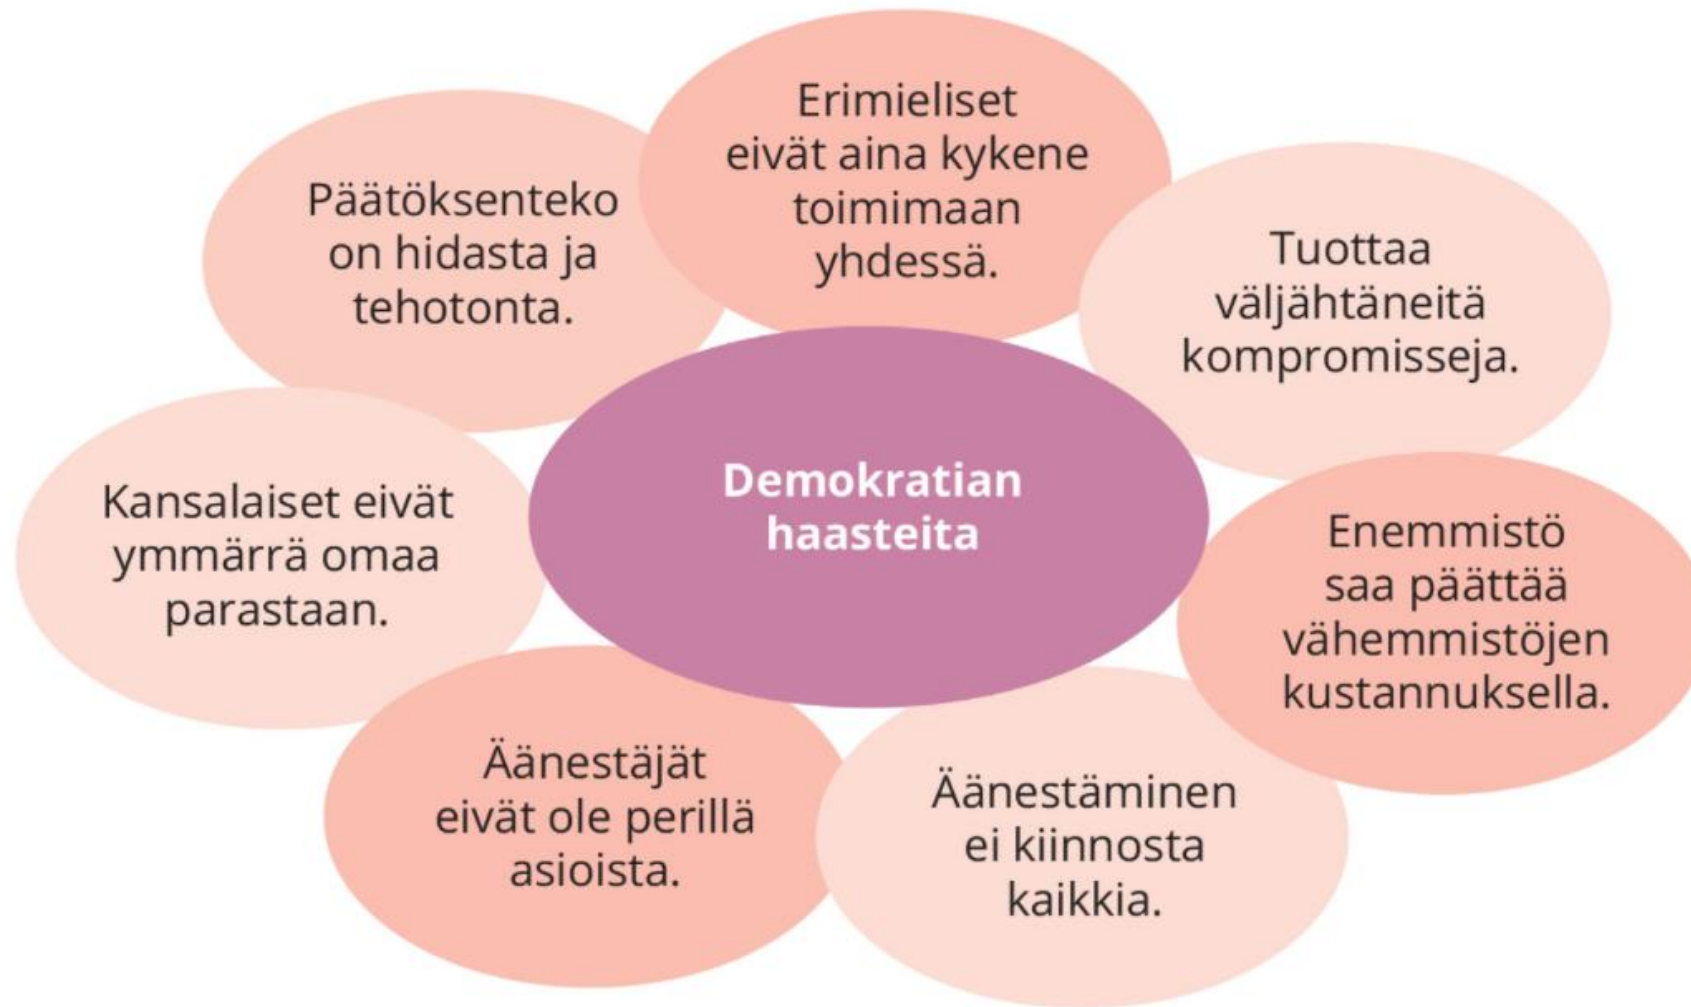 Erimieliset
eivät aina kykene
toimimaan
yhdessä.
Päätöksenteko
on hidasta ja
tehotonta.
Tuottaa
väljähtäneitä
kompromisseja.
Demokratian
haasteita
Kansalaiset eivät
ymmärrä omaa
parastaan.
Enemmistö
saa päättää
vähemmistöjen
kustannuksella.
Äänestäjät
eivät ole perillä
asioista.
Äänestäminen
ei kiinnosta
kaikkia.